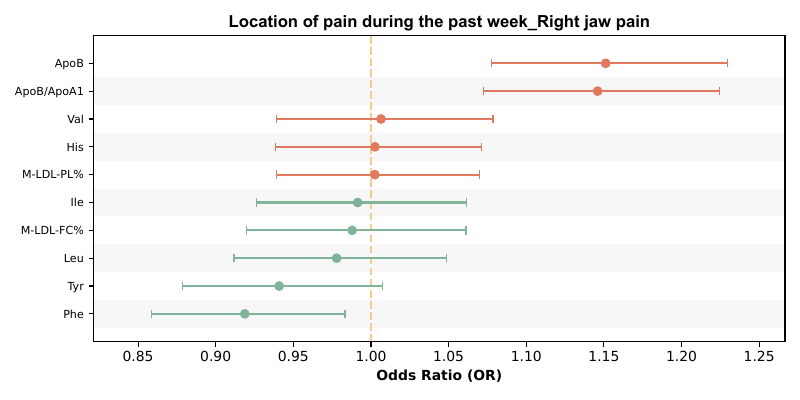 Location of pain during the past week_Right jaw pain
ApoB
ApoB/ApoA1
Val
His
M-LDL-PL%
Ile
M-LDL-FC%
Leu
Tyr
Phe
0.85 0.90 0.95 1.00 1.05 1.10 1.15 1.20 1.25
Odds Ratio (OR)